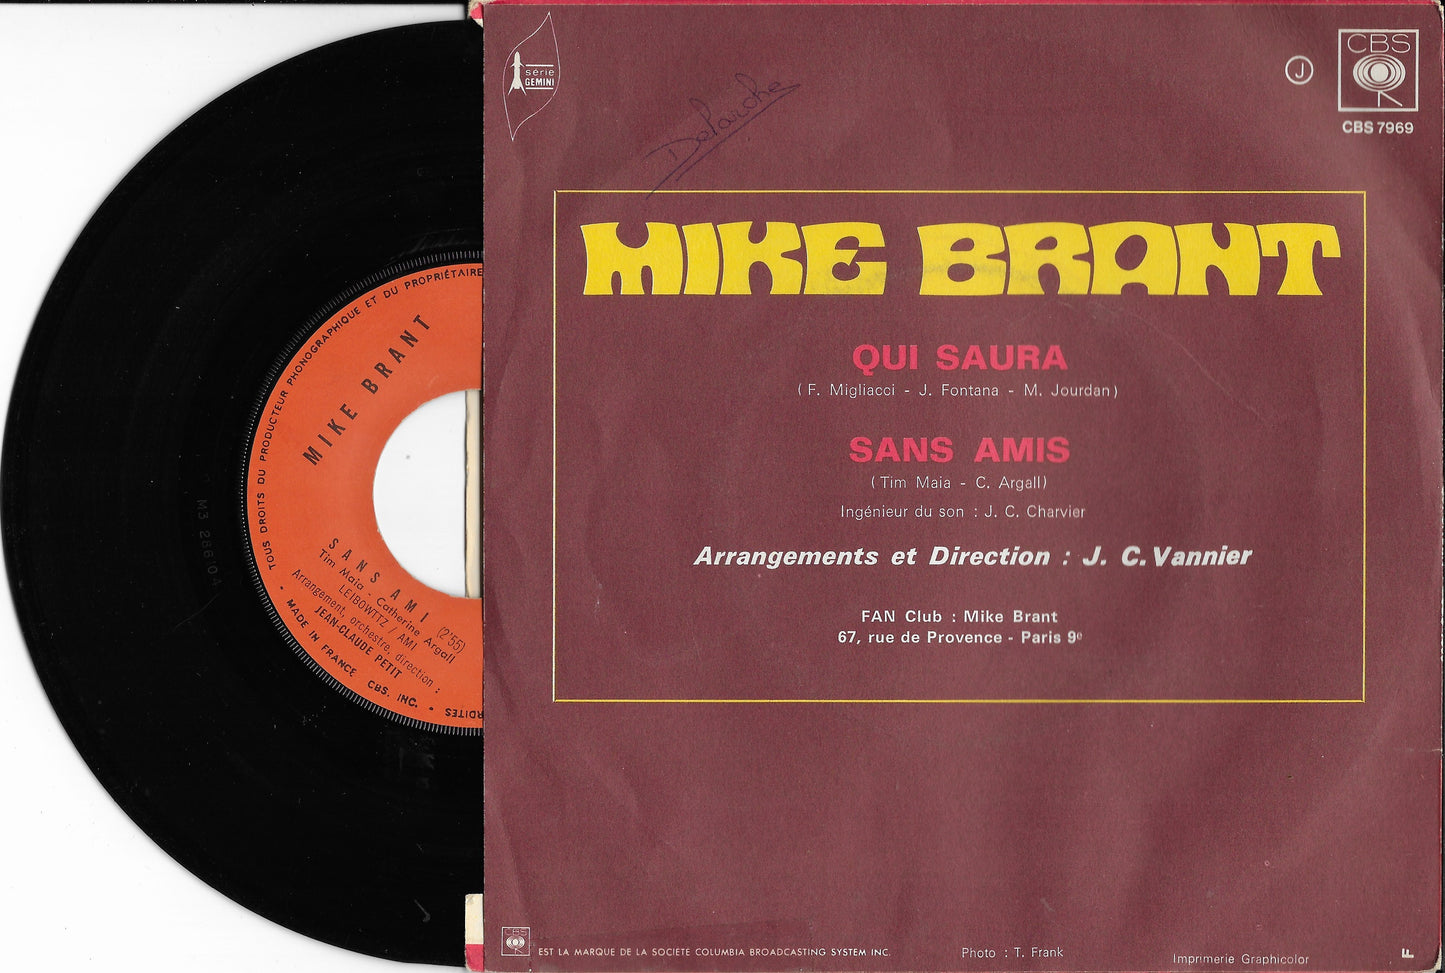 TOUS DROITS DU PRODUCTEUR PHONOGRAPHIQUE ET DU PROPRIÉTAIRE
MIKE BRANT
M3 28604
SANS AMI (2'55)
Tim Maia - Catherine Argall
LEIBOWITZ / AMI
Arrangement, orchestre, direction :
JEAN-CLAUDE PETIT
• MADE IN FRANCE CBS. INC. •
série
GEMINI
Delaroche
J
CBS
CBS 7969
MIKE BRANT
QUI SAURA
( F. Migliacci - J. Fontana - M. Jourdan )
SANS AMIS
( Tim Maia - C. Argall )
Ingénieur du son : J. C. Charvier
Arrangements et Direction : J. C. Vannier
FAN Club : Mike Brant
67, rue de Provence - Paris 9e
CBS
EST LA MARQUE DE LA SOCIÉTÉ COLUMBIA BROADCASTING SYSTEM INC.
Photo : T. Frank
Imprimerie Graphicolor
F